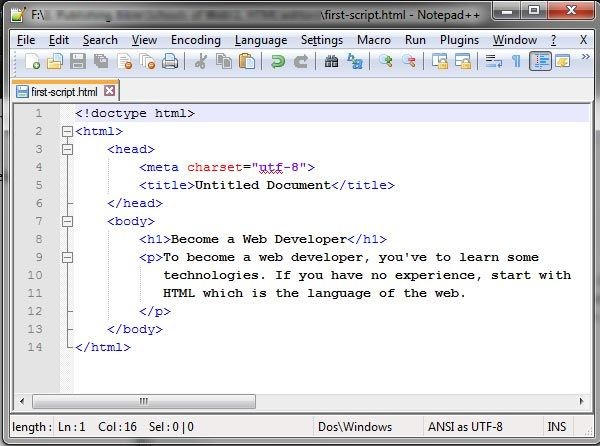 F:\ \first-script.html - Notepad++
File Edit Search View Encoding Language Settings Macro Run Plugins Window ? X
first-script.html
1 <!doctype html>
2 <html>
3 <head>
4 <meta charset="utf-8">
5 <title>Untitled Document</title>
6 </head>
7 <body>
8 <h1>Become a Web Developer</h1>
9 <p>To become a web developer, you've to learn some
10 technologies. If you have no experience, start with
11 HTML which is the language of the web.
12 </p>
13 </body>
14 </html>
length : Ln : 1 Col : 16 Sel : 0 | 0 Dos\Windows ANSI as UTF-8 INS